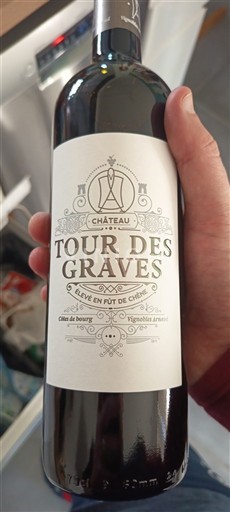 CHÂTEAU
TOUR DES
GRAVES
ÉLEVÉ EN FÛT DE CHÊNE
Côtes de bourg Vignobles Arnaud